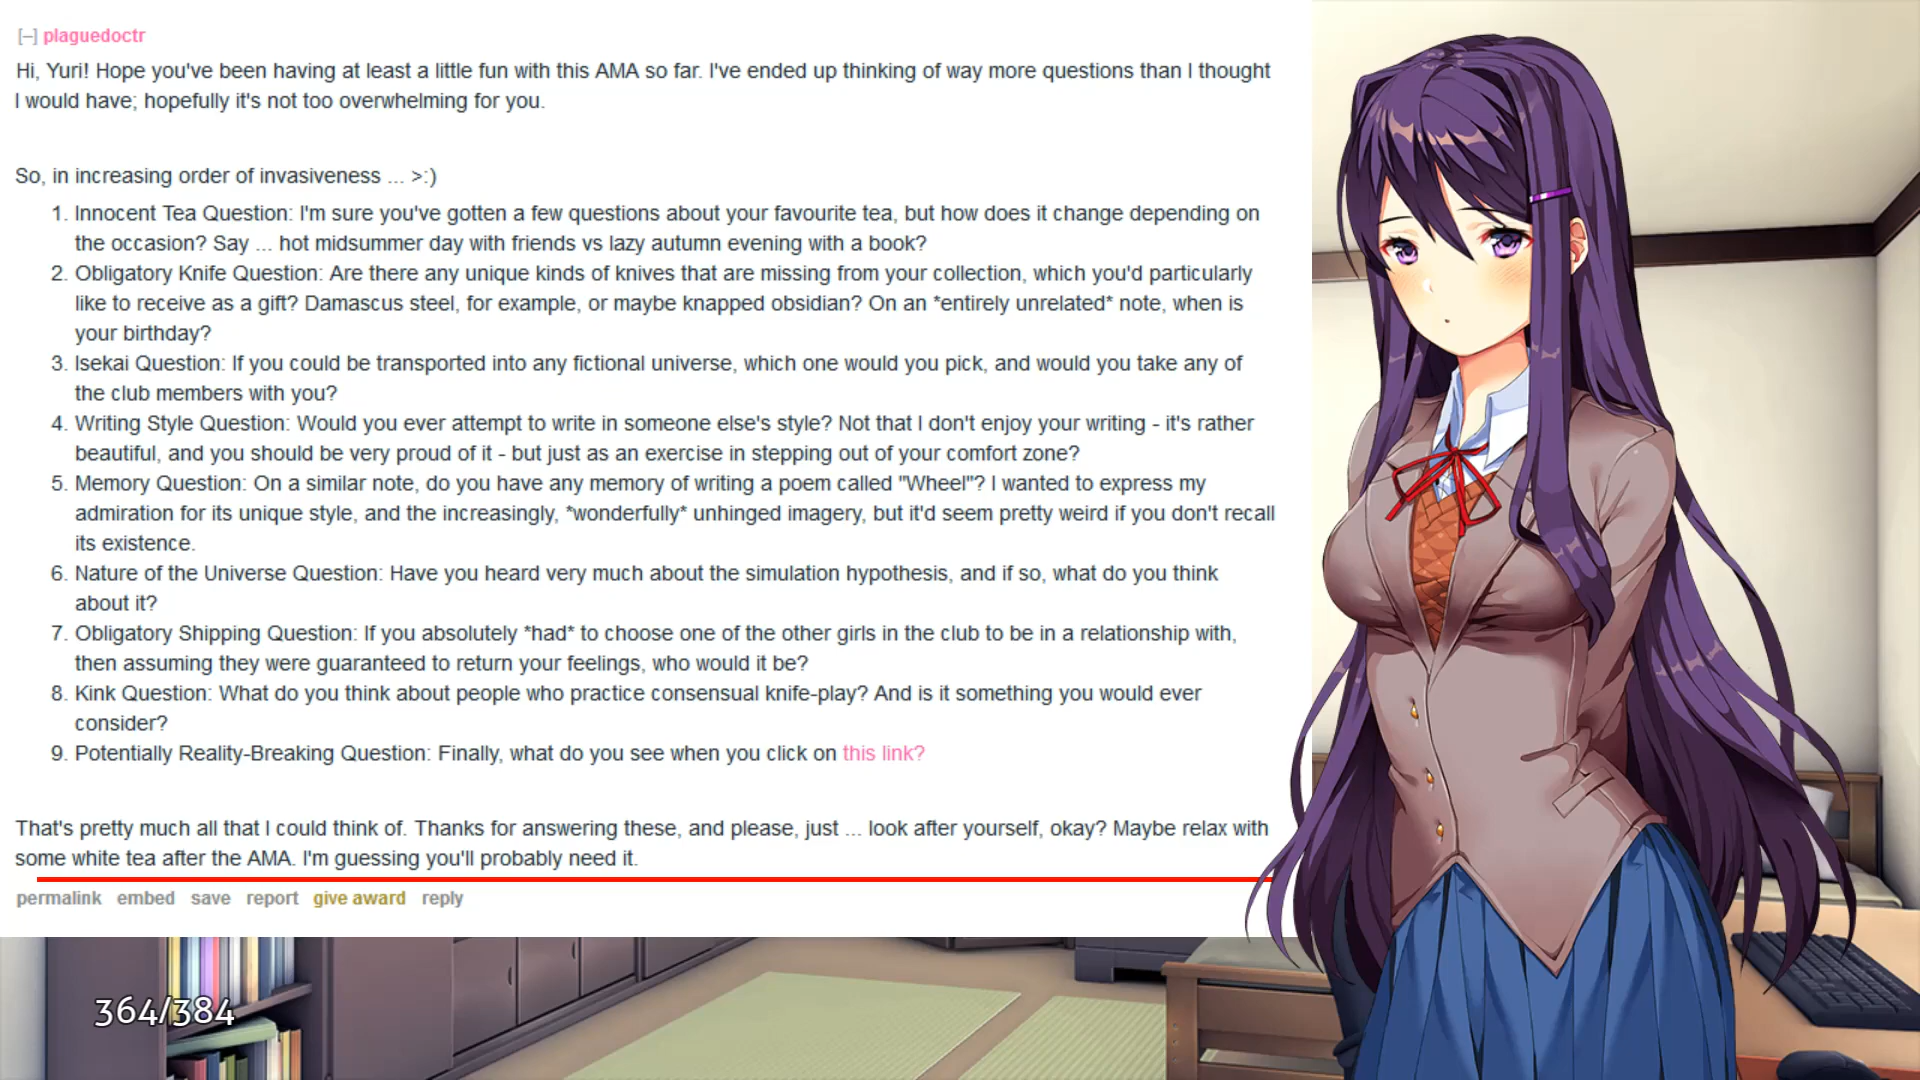 [–] plaguedoctr
Hi, Yuri! Hope you've been having at least a little fun with this AMA so far. I've ended up thinking of way more questions than I thought
I would have; hopefully it's not too overwhelming for you.
So, in increasing order of invasiveness ... >:)
1. Innocent Tea Question: I'm sure you've gotten a few questions about your favourite tea, but how does it change depending on
the occasion? Say ... hot midsummer day with friends vs lazy autumn evening with a book?
2. Obligatory Knife Question: Are there any unique kinds of knives that are missing from your collection, which you'd particularly
like to receive as a gift? Damascus steel, for example, or maybe knapped obsidian? On an *entirely unrelated* note, when is
your birthday?
3. Isekai Question: If you could be transported into any fictional universe, which one would you pick, and would you take any of
the club members with you?
4. Writing Style Question: Would you ever attempt to write in someone else's style? Not that I don't enjoy your writing - it's rather
beautiful, and you should be very proud of it - but just as an exercise in stepping out of your comfort zone?
5. Memory Question: On a similar note, do you have any memory of writing a poem called "Wheel"? I wanted to express my
admiration for its unique style, and the increasingly, *wonderfully* unhinged imagery, but it'd seem pretty weird if you don't recall
its existence.
6. Nature of the Universe Question: Have you heard very much about the simulation hypothesis, and if so, what do you think
about it?
7. Obligatory Shipping Question: If you absolutely *had* to choose one of the other girls in the club to be in a relationship with,
then assuming they were guaranteed to return your feelings, who would it be?
8. Kink Question: What do you think about people who practice consensual knife-play? And is it something you would ever
consider?
9. Potentially Reality-Breaking Question: Finally, what do you see when you click on this link?
That's pretty much all that I could think of. Thanks for answering these, and please, just ... look after yourself, okay? Maybe relax with
some white tea after the AMA. I'm guessing you'll probably need it.
permalink embed save report give award reply
364/384